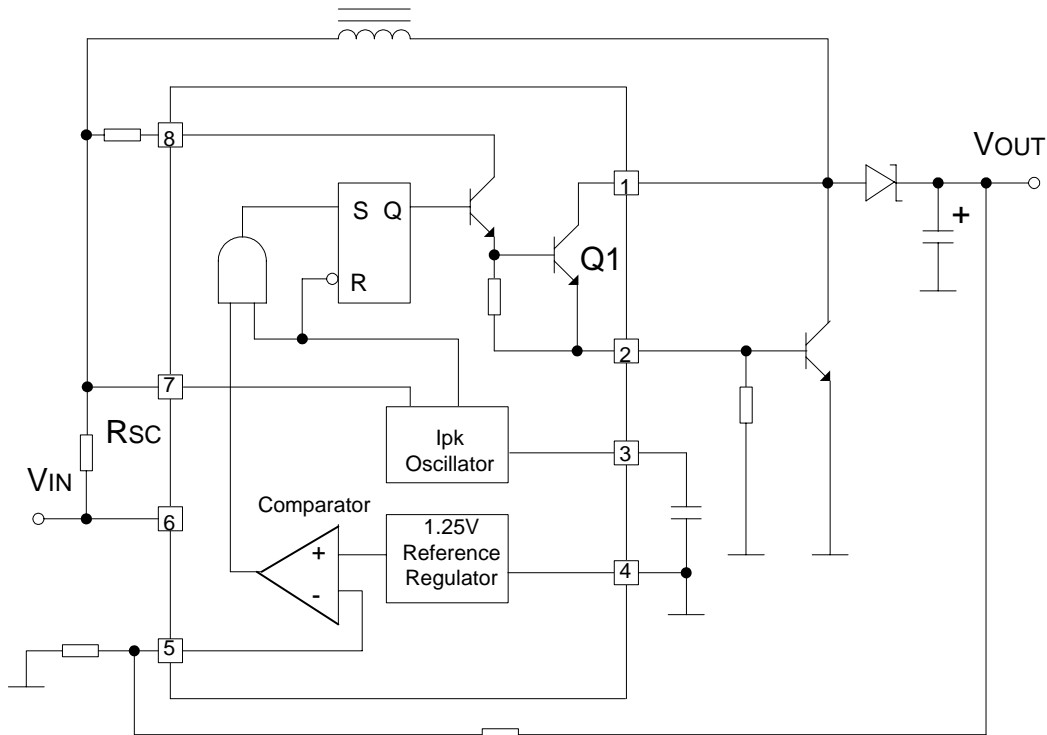 8
1
VOUT
S Q
+
Q1
R
2
7
RSC
Ipk
Oscillator
3
VIN
Comparator
6
1.25V
Reference
Regulator
+
-
4
5